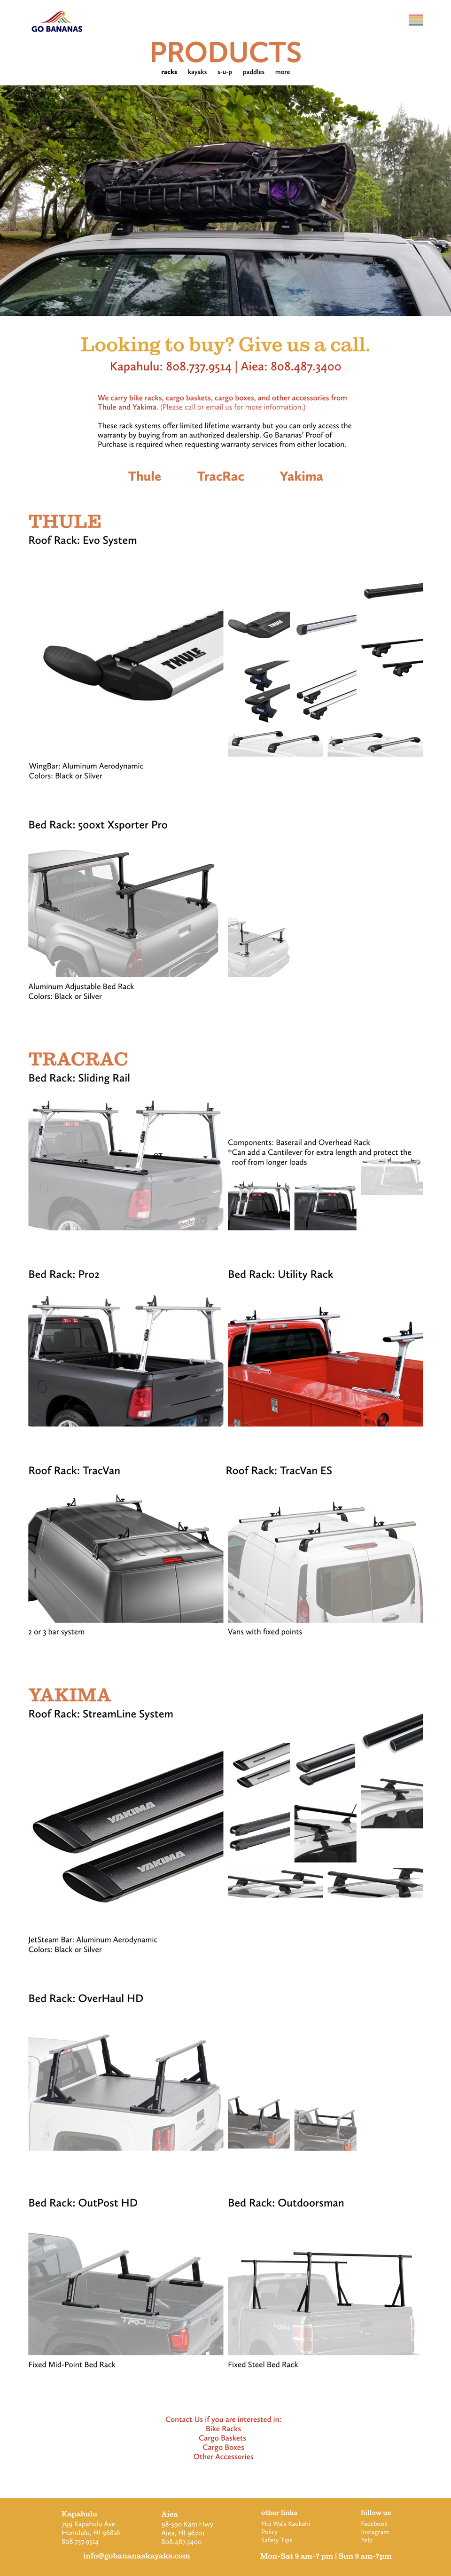 GO BANANAS
PRODUCTS
racks kayaks s-u-p paddles more
Looking to buy? Give us a call.
Kapahulu: 808.737.9514 | Aiea: 808.487.3400
We carry bike racks, cargo baskets, cargo boxes, and other accessories from
Thule and Yakima. (Please call or email us for more information.)
These rack systems offer limited lifetime warranty but you can only access the
warranty by buying from an authorized dealership. Go Bananas' Proof of
Purchase is required when requesting warranty services from either location.
Thule TracRac Yakima
THULE
Roof Rack: Evo System
THULE
WingBar: Aluminum Aerodynamic
Colors: Black or Silver
Bed Rack: 500xt Xsporter Pro
Aluminum Adjustable Bed Rack
Colors: Black or Silver
TRACRAC
Bed Rack: Sliding Rail
Components: Baserail and Overhead Rack
*Can add a Cantilever for extra length and protect the
roof from longer loads
Bed Rack: Pro2 Bed Rack: Utility Rack
Roof Rack: TracVan Roof Rack: TracVan ES
2 or 3 bar system Vans with fixed points
YAKIMA
Roof Rack: StreamLine System
YAKIMA
YAKIMA
JetSteam Bar: Aluminum Aerodynamic
Colors: Black or Silver
Bed Rack: OverHaul HD
Bed Rack: OutPost HD Bed Rack: Outdoorsman
Fixed Mid-Point Bed Rack Fixed Steel Bed Rack
Contact Us if you are interested in:
Bike Racks
Cargo Baskets
Cargo Boxes
Other Accessories
Kapahulu
799 Kapahulu Ave.
Honolulu, HI 96816
808.737.9514
Aiea
98-390 Kam Hwy.
Aiea, HI 96701
808.487.3400
other links
Hui Wa'a Kaukahi
Policy
Safety Tips
follow us
Facebook
Instagram
Yelp
info@gobananaskayaks.com Mon-Sat 9 am-7 pm | Sun 9 am-7pm